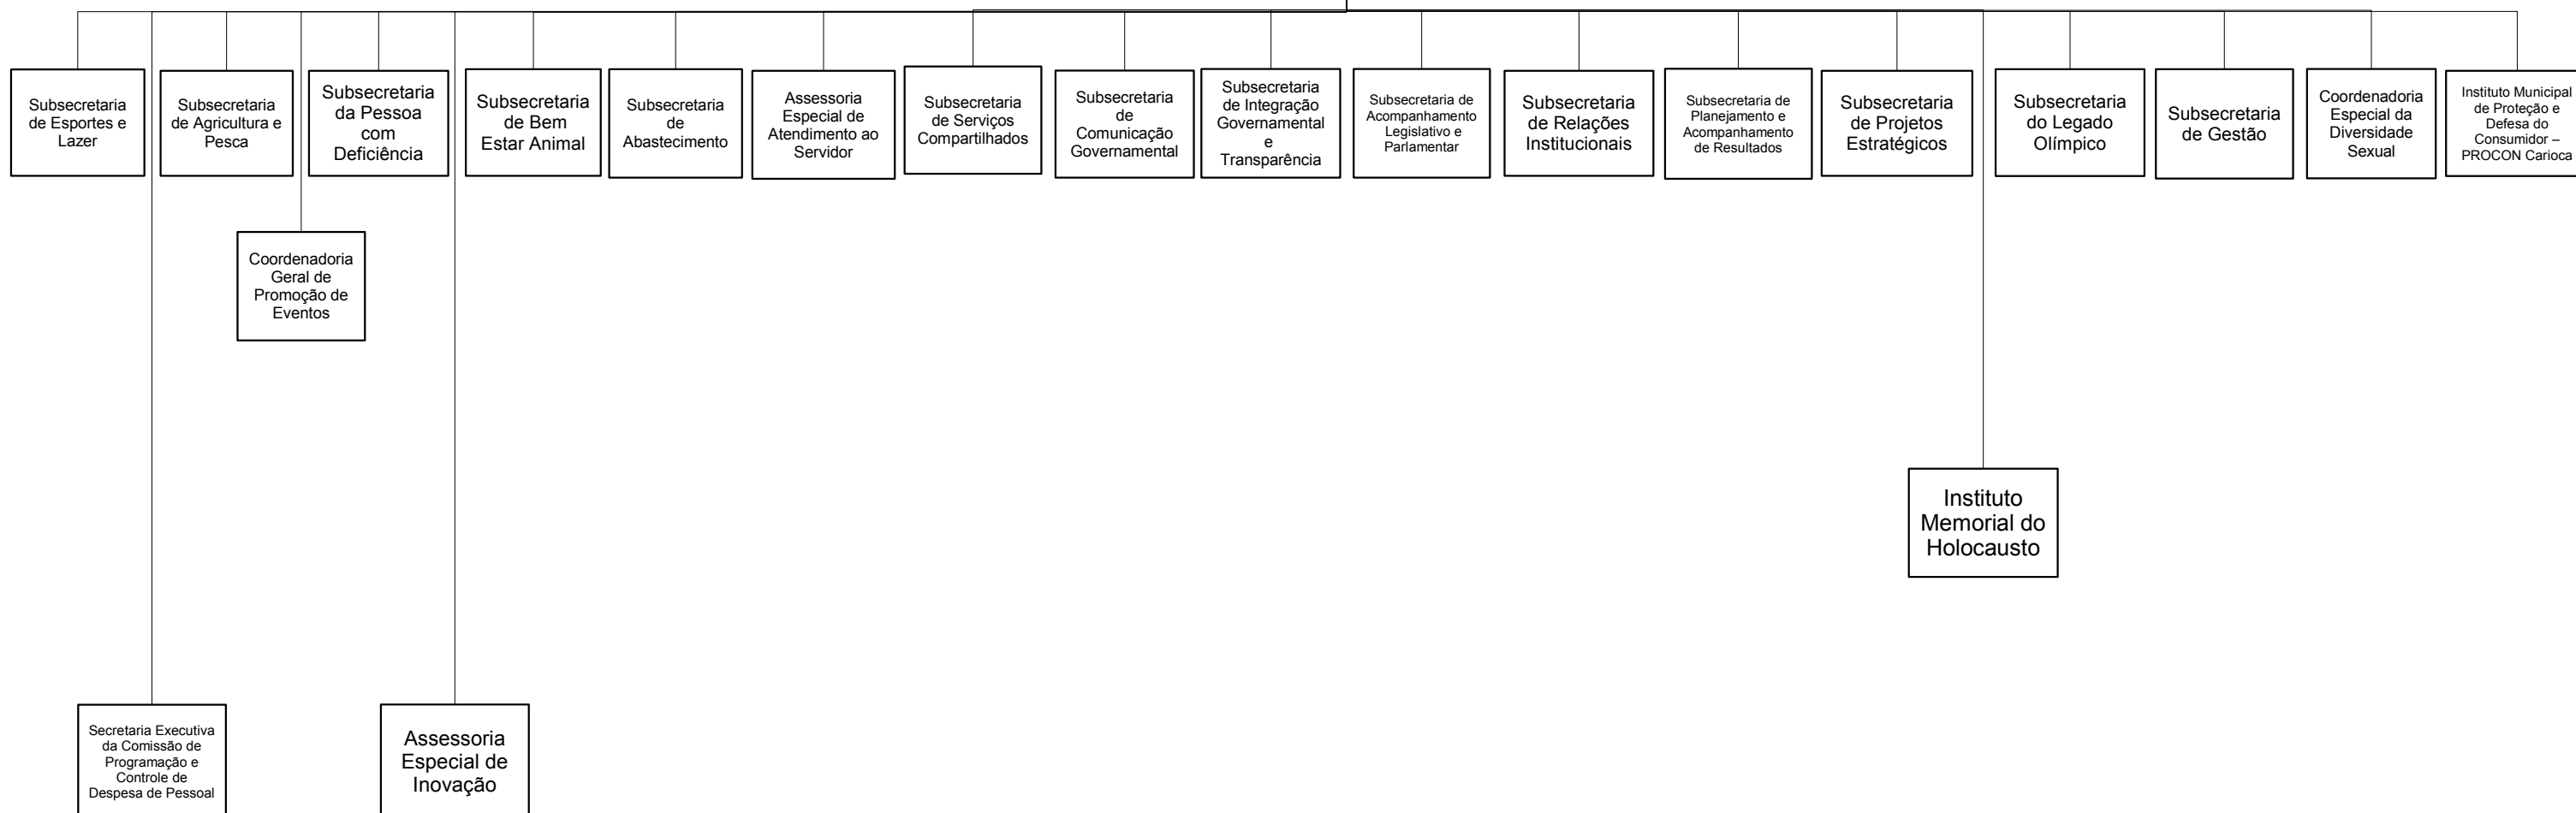 Subsecretaria
de Esportes e
Lazer
Subsecretaria
de Agricultura e
Pesca
Subsecretaria
da Pessoa
com
Deficiência
Subsecretaria
de Bem
Estar Animal
Subsecretaria
de
Abastecimento
Assessoria
Especial de
Atendimento ao
Servidor
Subsecretaria
de Serviços
Compartilhados
Subsecretaria
de
Comunicação
Governamental
Subsecretaria
de Integração
Governamental
e
Transparência
Subsecretaria de
Acompanhamento
Legislativo e
Parlamentar
Subsecretaria
de Relações
Institucionais
Subsecretaria de
Planejamento e
Acompanhamento
de Resultados
Subsecretaria
de Projetos
Estratégicos
Subsecretaria
do Legado
Olímpico
Subsecretaria
de Gestão
Coordenadoria
Especial da
Diversidade
Sexual
Instituto Municipal
de Proteção e
Defesa do
Consumidor –
PROCON Carioca
Coordenadoria
Geral de
Promoção de
Eventos
Instituto
Memorial do
Holocausto
Secretaria Executiva
da Comissão de
Programação e
Controle de
Despesa de Pessoal
Assessoria
Especial de
Inovação